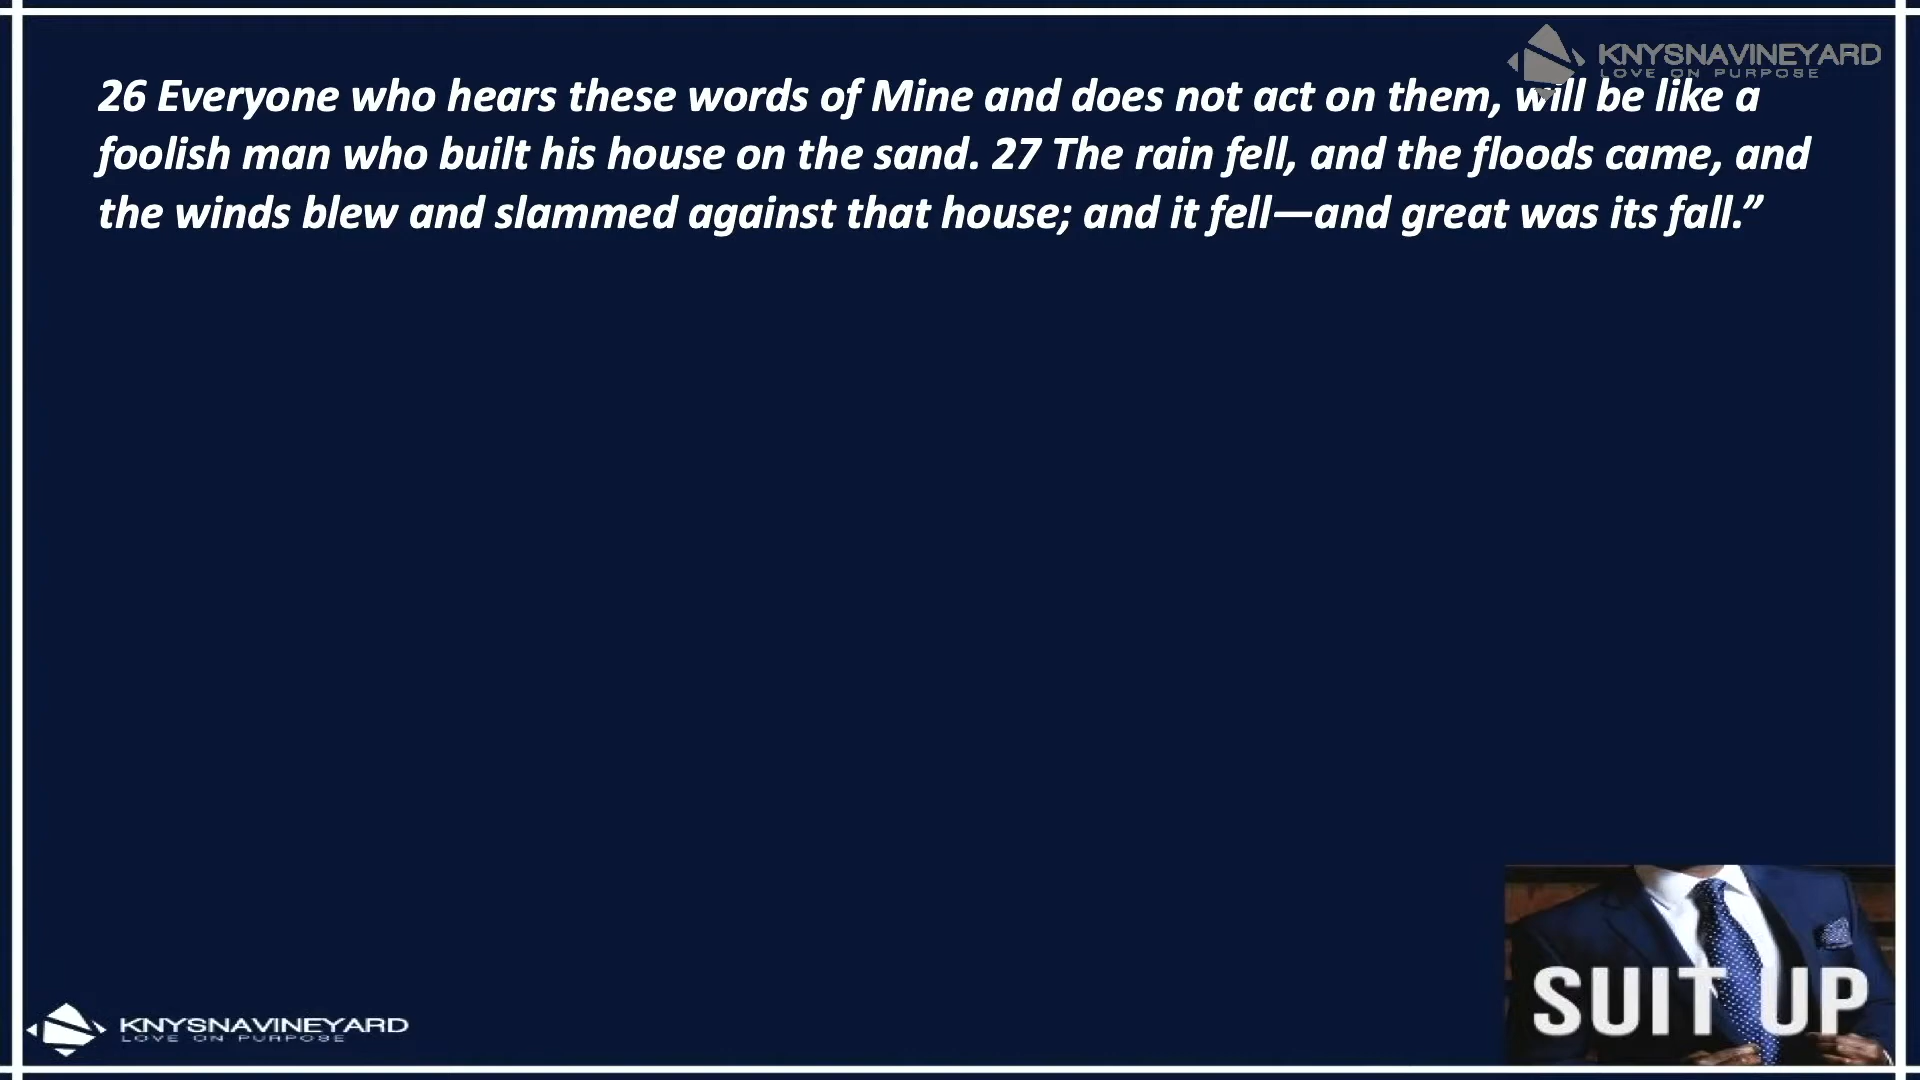 KNYSNAVINEYARD
LOVE ON PURPOSE
26 Everyone who hears these words of Mine and does not act on them, will be like a
foolish man who built his house on the sand. 27 The rain fell, and the floods came, and
the winds blew and slammed against that house; and it fell—and great was its fall.”
SUIT UP
KNYSNAVINEYARD
LOVE ON PURPOSE